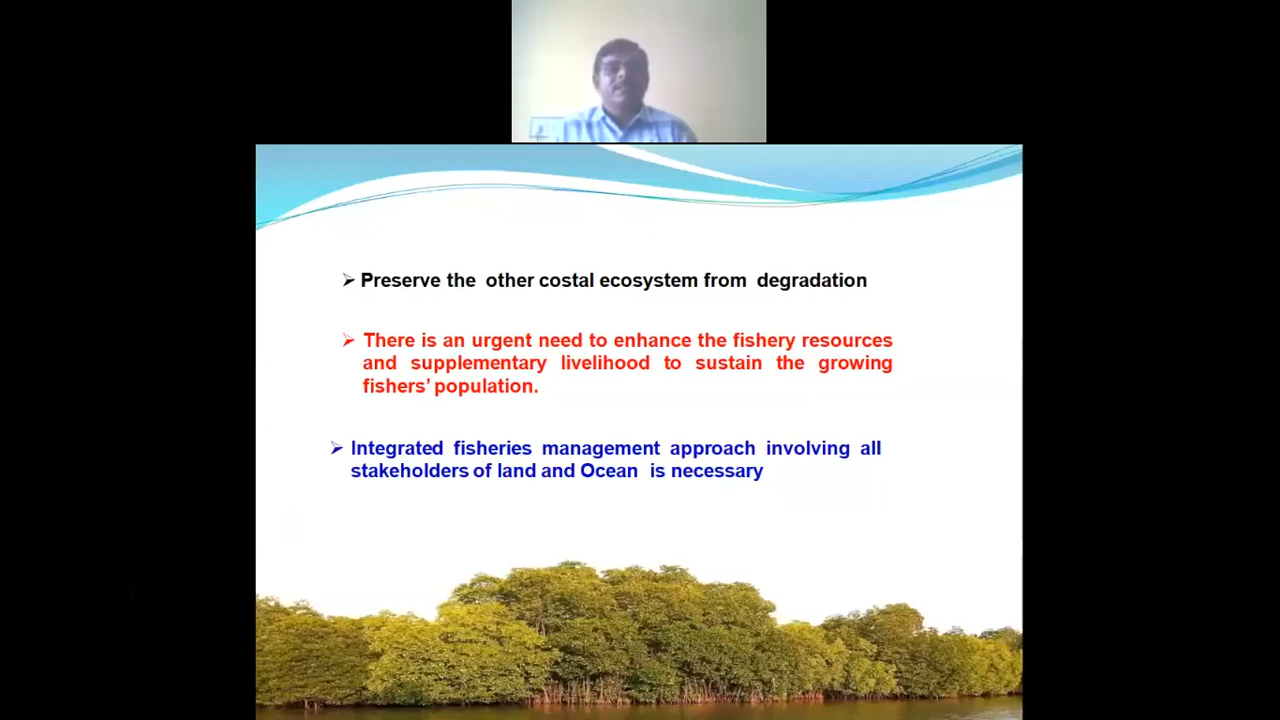 Preserve the other costal ecosystem from degradation
There is an urgent need to enhance the fishery resources
and supplementary livelihood to sustain the growing
fishers’ population.
Integrated fisheries management approach involving all
stakeholders of land and Ocean is necessary